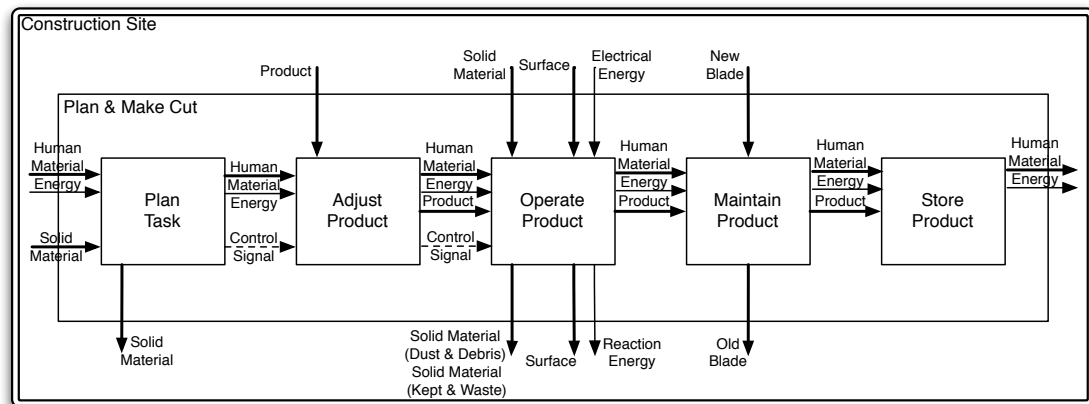 Construction Site
Product
Solid
Material
Surface
Electrical
Energy
New
Blade
Plan & Make Cut
Human
Material
Energy
Solid
Material
Plan
Task
Human
Material
Energy
Control
Signal
Adjust
Product
Human
Material
Energy
Product
Control
Signal
Operate
Product
Human
Material
Energy
Product
Maintain
Product
Human
Material
Energy
Product
Store
Product
Human
Material
Energy
Solid
Material
Solid Material
(Dust & Debris)
Solid Material
(Kept & Waste)
Surface
Reaction
Energy
Old
Blade